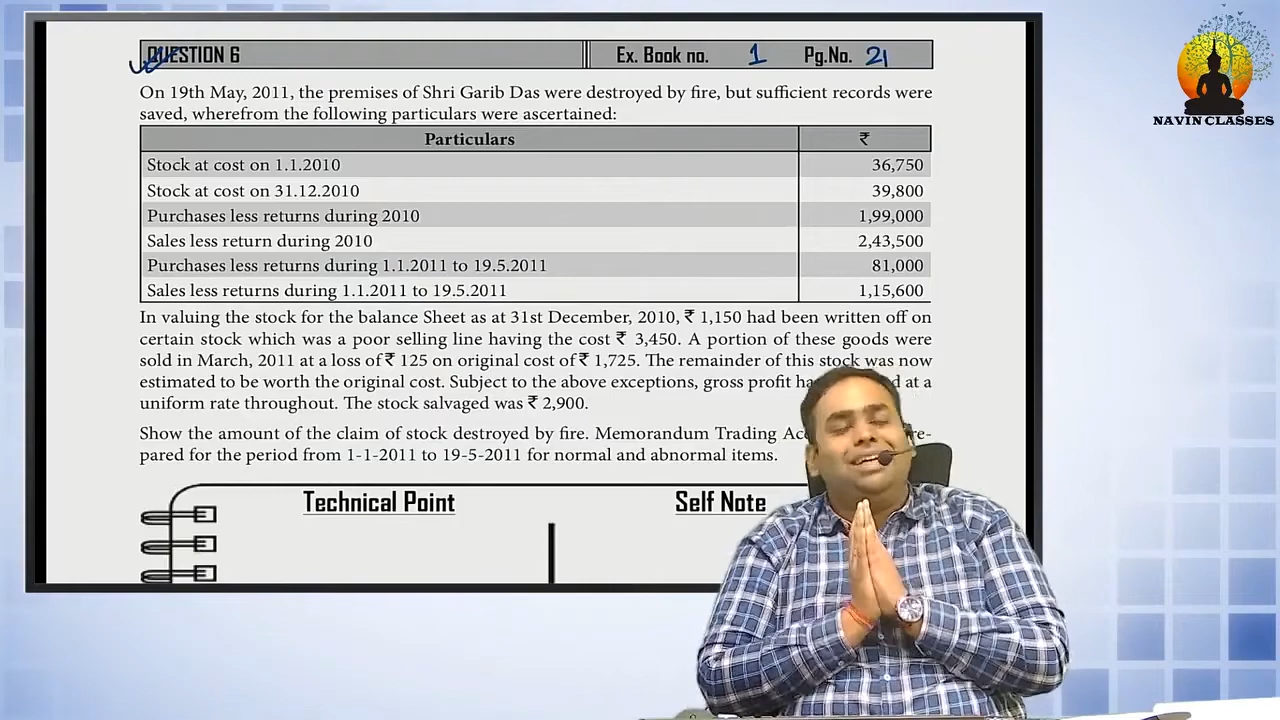 QUESTION 6 Ex. Book no. 1 Pg.No. 21
NAVIN CLASSES
On 19th May, 2011, the premises of Shri Garib Das were destroyed by fire, but sufficient records were
saved, wherefrom the following particulars were ascertained:
Particulars ₹
Stock at cost on 1.1.2010 36,750
Stock at cost on 31.12.2010 39,800
Purchases less returns during 2010 1,99,000
Sales less return during 2010 2,43,500
Purchases less returns during 1.1.2011 to 19.5.2011 81,000
Sales less returns during 1.1.2011 to 19.5.2011 1,15,600
In valuing the stock for the balance Sheet as at 31st December, 2010, ₹ 1,150 had been written off on
certain stock which was a poor selling line having the cost ₹ 3,450. A portion of these goods were
sold in March, 2011 at a loss of ₹ 125 on original cost of ₹ 1,725. The remainder of this stock was now
estimated to be worth the original cost. Subject to the above exceptions, gross profit at a
uniform rate throughout. The stock salvaged was ₹ 2,900.
Show the amount of the claim of stock destroyed by fire. Memorandum Trading
pared for the period from 1-1-2011 to 19-5-2011 for normal and abnormal items.
Technical Point Self Note